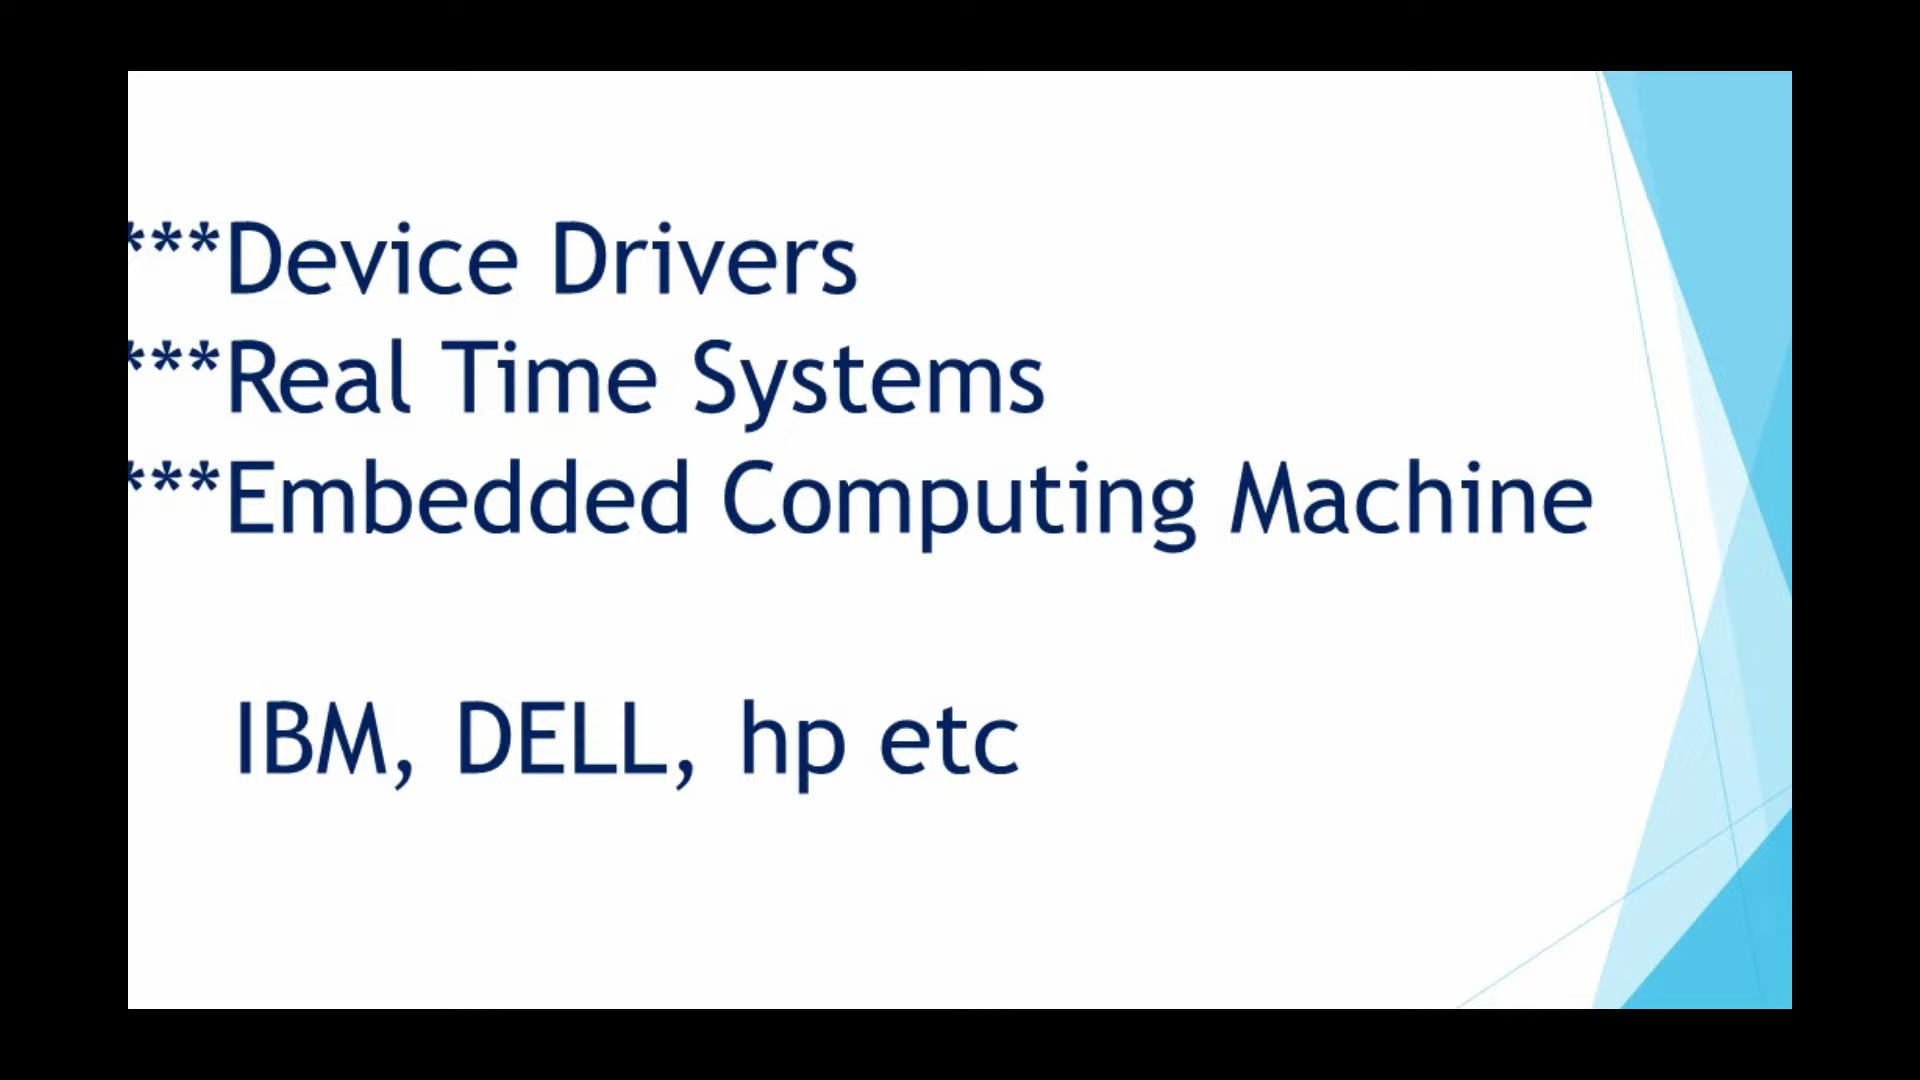 ***Device Drivers
***Real Time Systems
***Embedded Computing Machine
IBM, DELL, hp etc